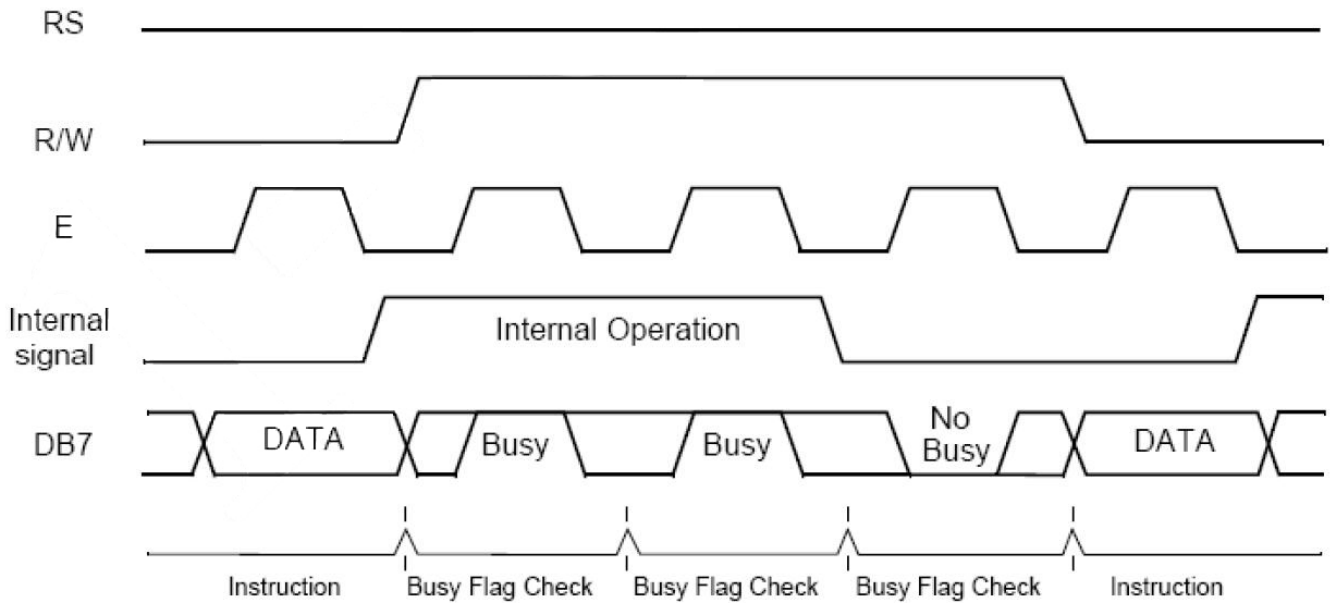 RS
R/W
E
Internal
signal
Internal Operation
DB7
DATA
Busy
Busy
No
Busy
DATA
Instruction
Busy Flag Check
Busy Flag Check
Busy Flag Check
Instruction